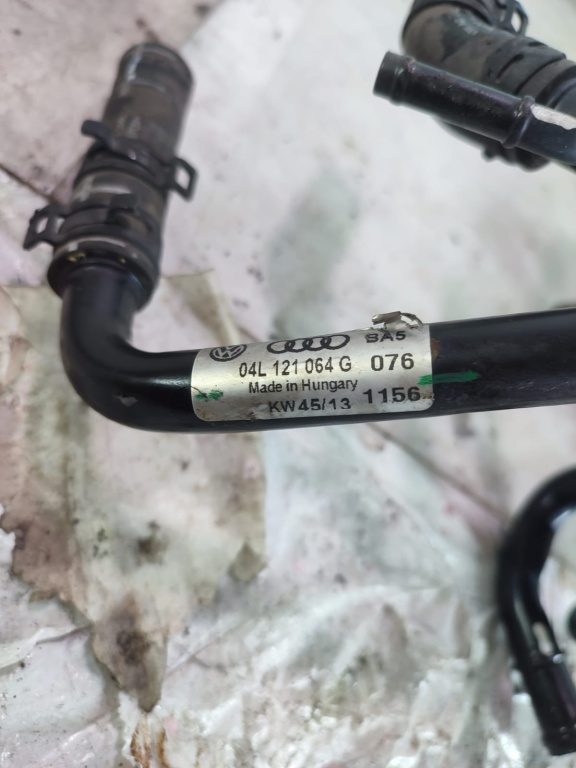 BA5
04L 121 064 G 076
Made in Hungary
KW45/13 1156